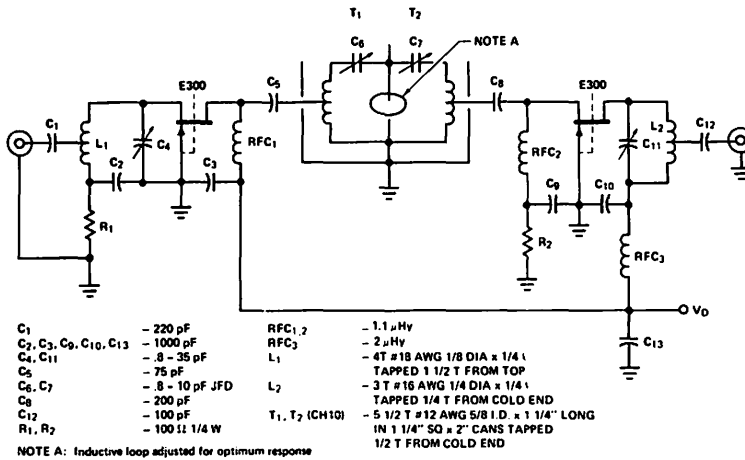 T1 T2
C6 C7
NOTE A
E300
C5
C8
E300
C1
L1
C4
RFC1
RFC2
L2
C12
C11
C2
C3
C9
C10
R1
R2
RFC3
VD
C13
C1 - 220 pF
C2, C3, C9, C10, C13 - 1000 pF
C4, C11 - .8 - 35 pF
C5 - 75 pF
C6, C7 - .8 - 10 pF JFD
C8 - 200 pF
C12 - 100 pF
R1, R2 - 100 Ω 1/4 W
RFC1,2 - 1.1 μHy
RFC3 - 2 μHy
L1 - 4T #18 AWG 1/8 DIA x 1/4
TAPPED 1 1/2 T FROM TOP
L2 - 3 T #16 AWG 1/4 DIA x 1/4
TAPPED 1/4 T FROM COLD END
T1, T2 (CH10) - 5 1/2 T #12 AWG 5/8 I.D. x 1 1/4" LONG
IN 1 1/4" SQ x 2" CANS TAPPED
1/2 T FROM COLD END
NOTE A: Inductive loop adjusted for optimum response